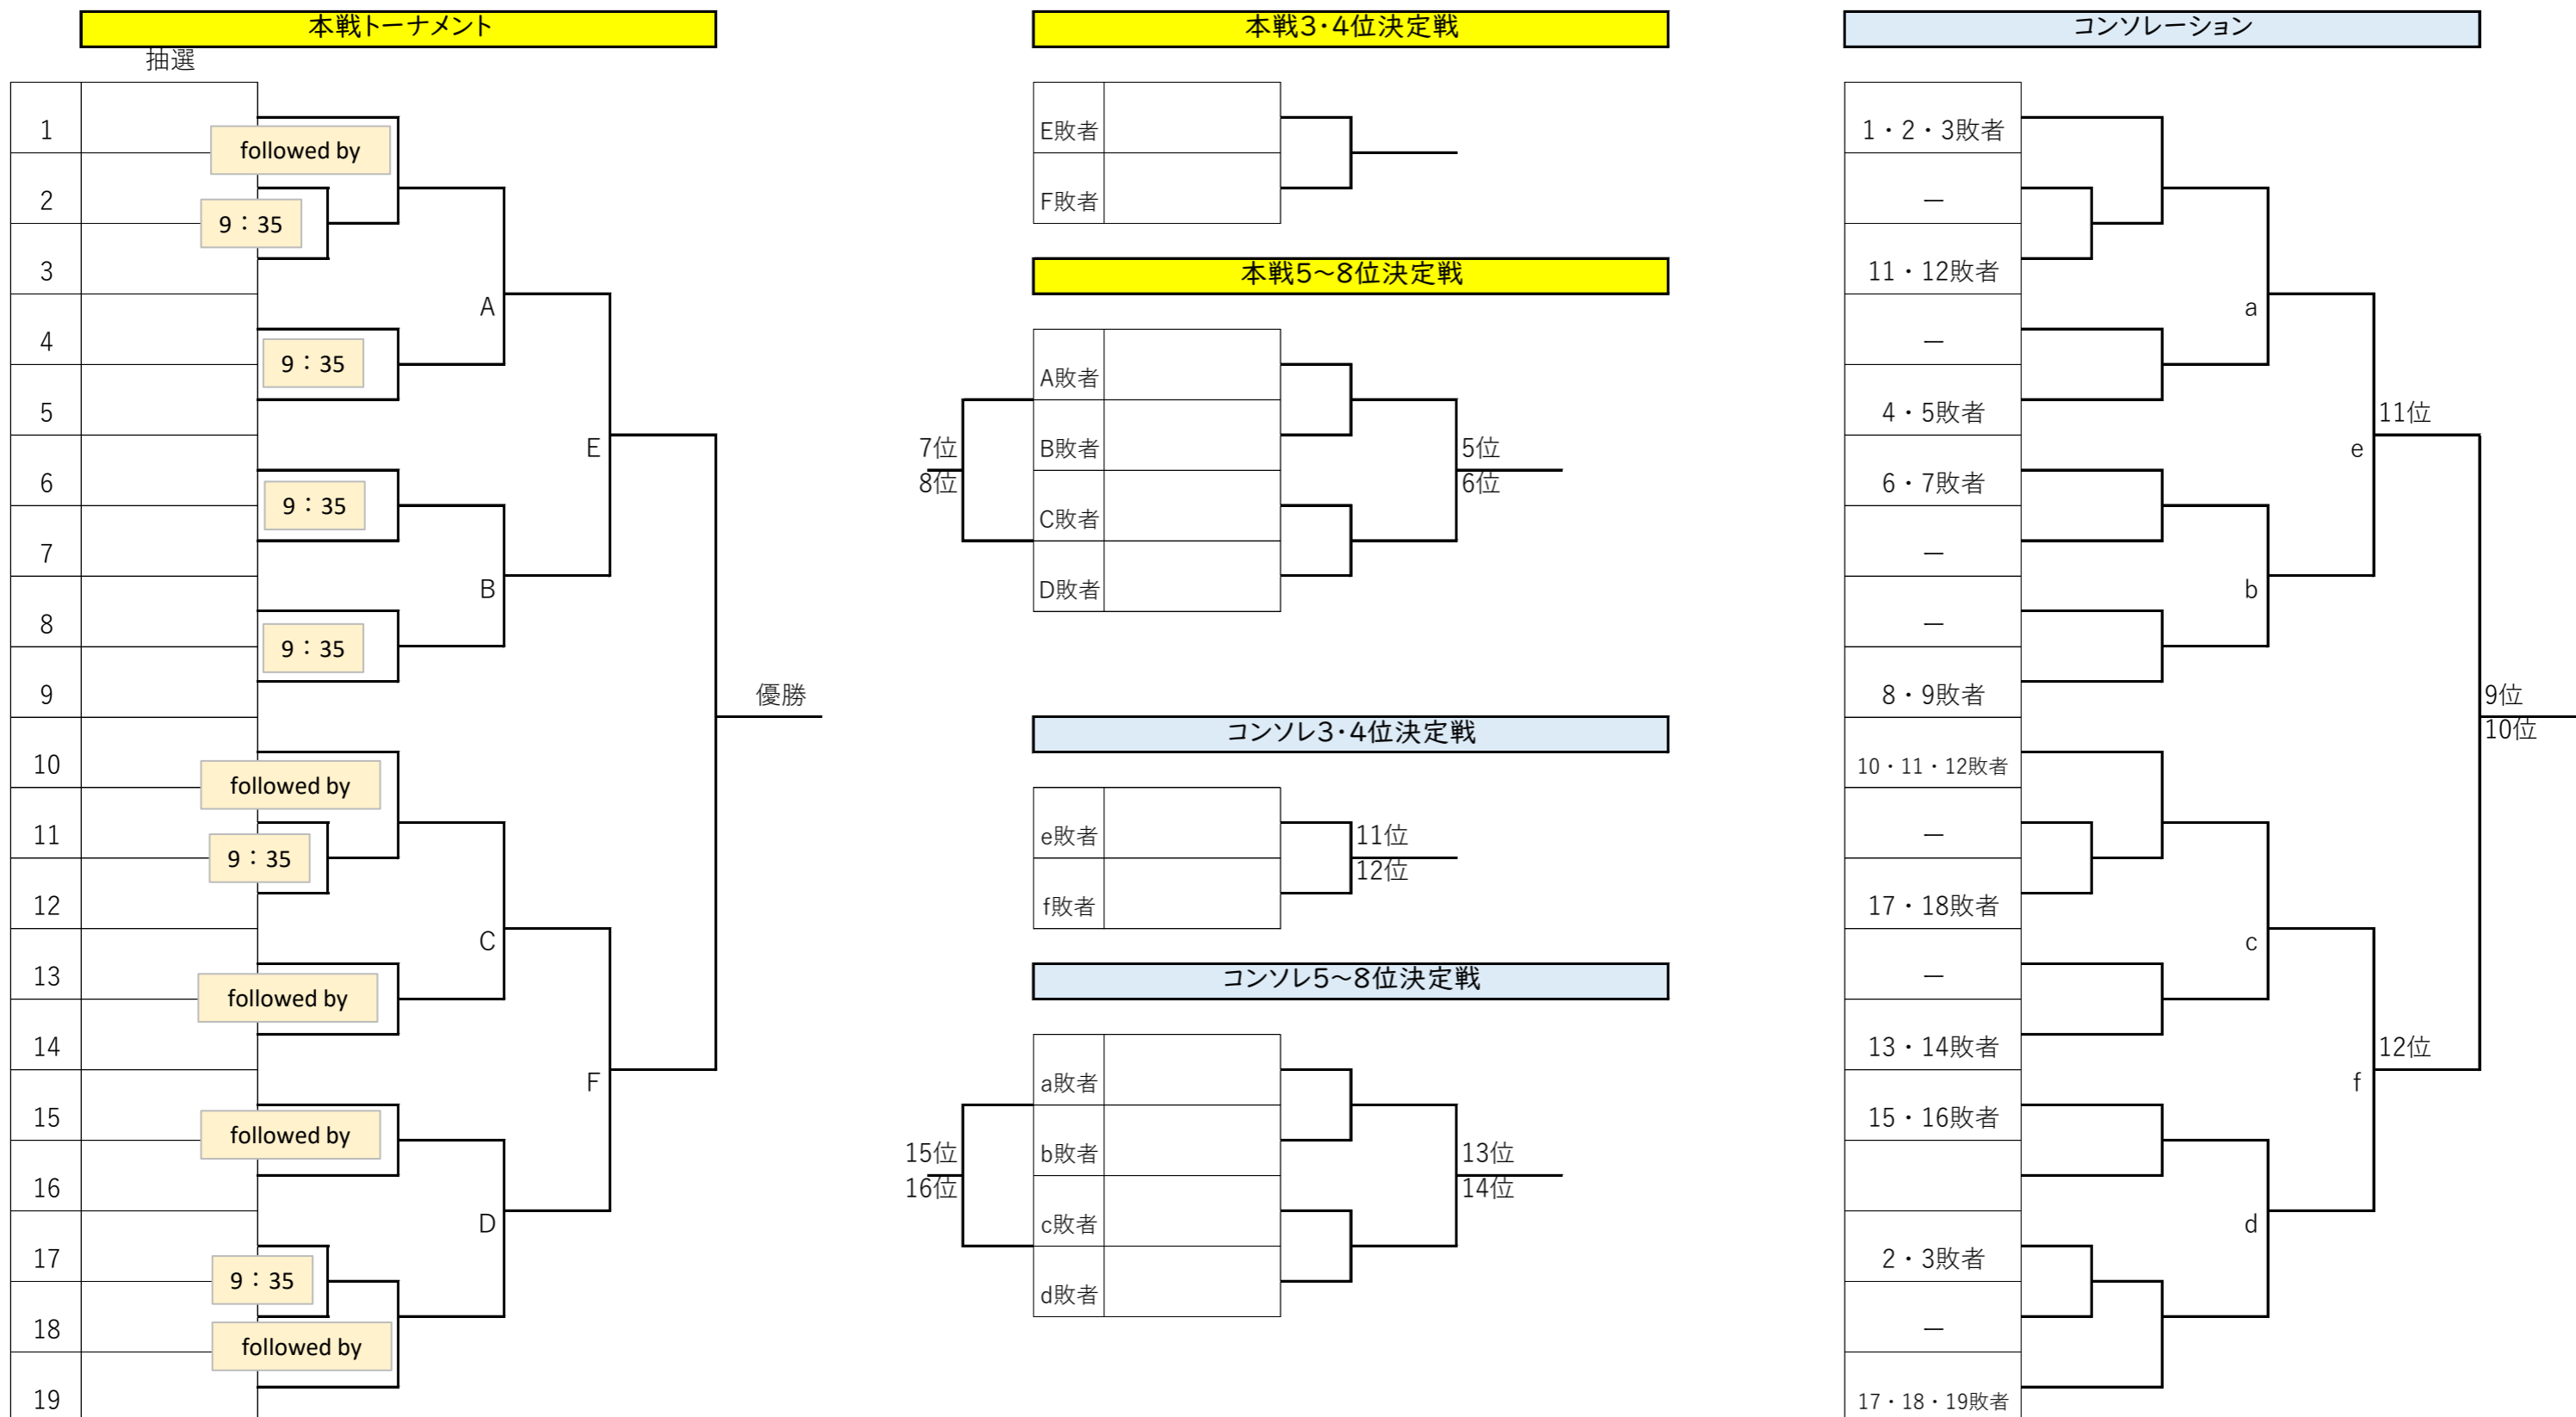 本戦トーナメント
抽選
1
followed by
2
9：35
3
4
9：35
5
6
9：35
7
8
9：35
9
10
followed by
11
9：35
12
13
followed by
14
15
followed by
16
17
9：35
18
followed by
19
A
B
C
D
E
F
優勝
本戦3・4位決定戦
E敗者
F敗者
本戦5～8位決定戦
A敗者
B敗者
C敗者
D敗者
7位
8位
5位
6位
コンソレ3・4位決定戦
e敗者
f敗者
11位
12位
コンソレ5～8位決定戦
a敗者
b敗者
c敗者
d敗者
15位
16位
13位
14位
コンソレーション
1・2・3敗者
―
11・12敗者
―
4・5敗者
6・7敗者
―
―
8・9敗者
10・11・12敗者
―
17・18敗者
―
13・14敗者
15・16敗者
2・3敗者
―
17・18・19敗者
a
b
c
d
11位
e
12位
f
9位
10位